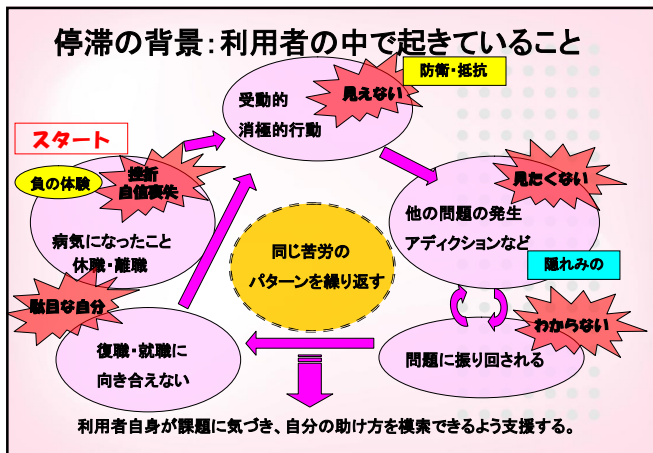 停滞の背景：利用者の中で起きていること
防衛・抵抗
見えない
受動的
消極的行動
スタート
負の体験
挫折
自信喪失
病気になったこと
休職・離職
見たくない
他の問題の発生
アディクションなど
隠れみの
同じ苦労の
パターンを繰り返す
駄目な自分
わからない
復職・就職に
向き合えない
問題に振り回される
利用者自身が課題に気づき、自分の助け方を模索できるよう支援する。